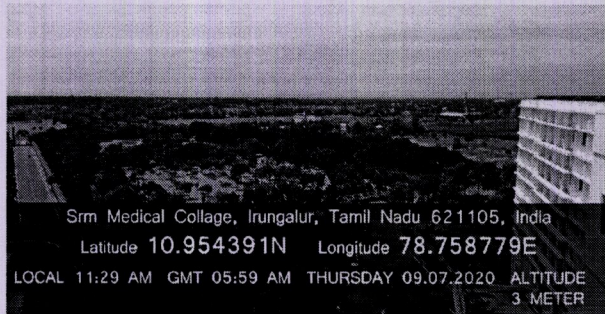 Srm Medical Collage, Irungalur, Tamil Nadu 621105, India
Latitude 10.954391N Longitude 78.758779E
LOCAL 11:29 AM GMT 05:59 AM THURSDAY 09.07.2020 ALTITUDE
3 METER